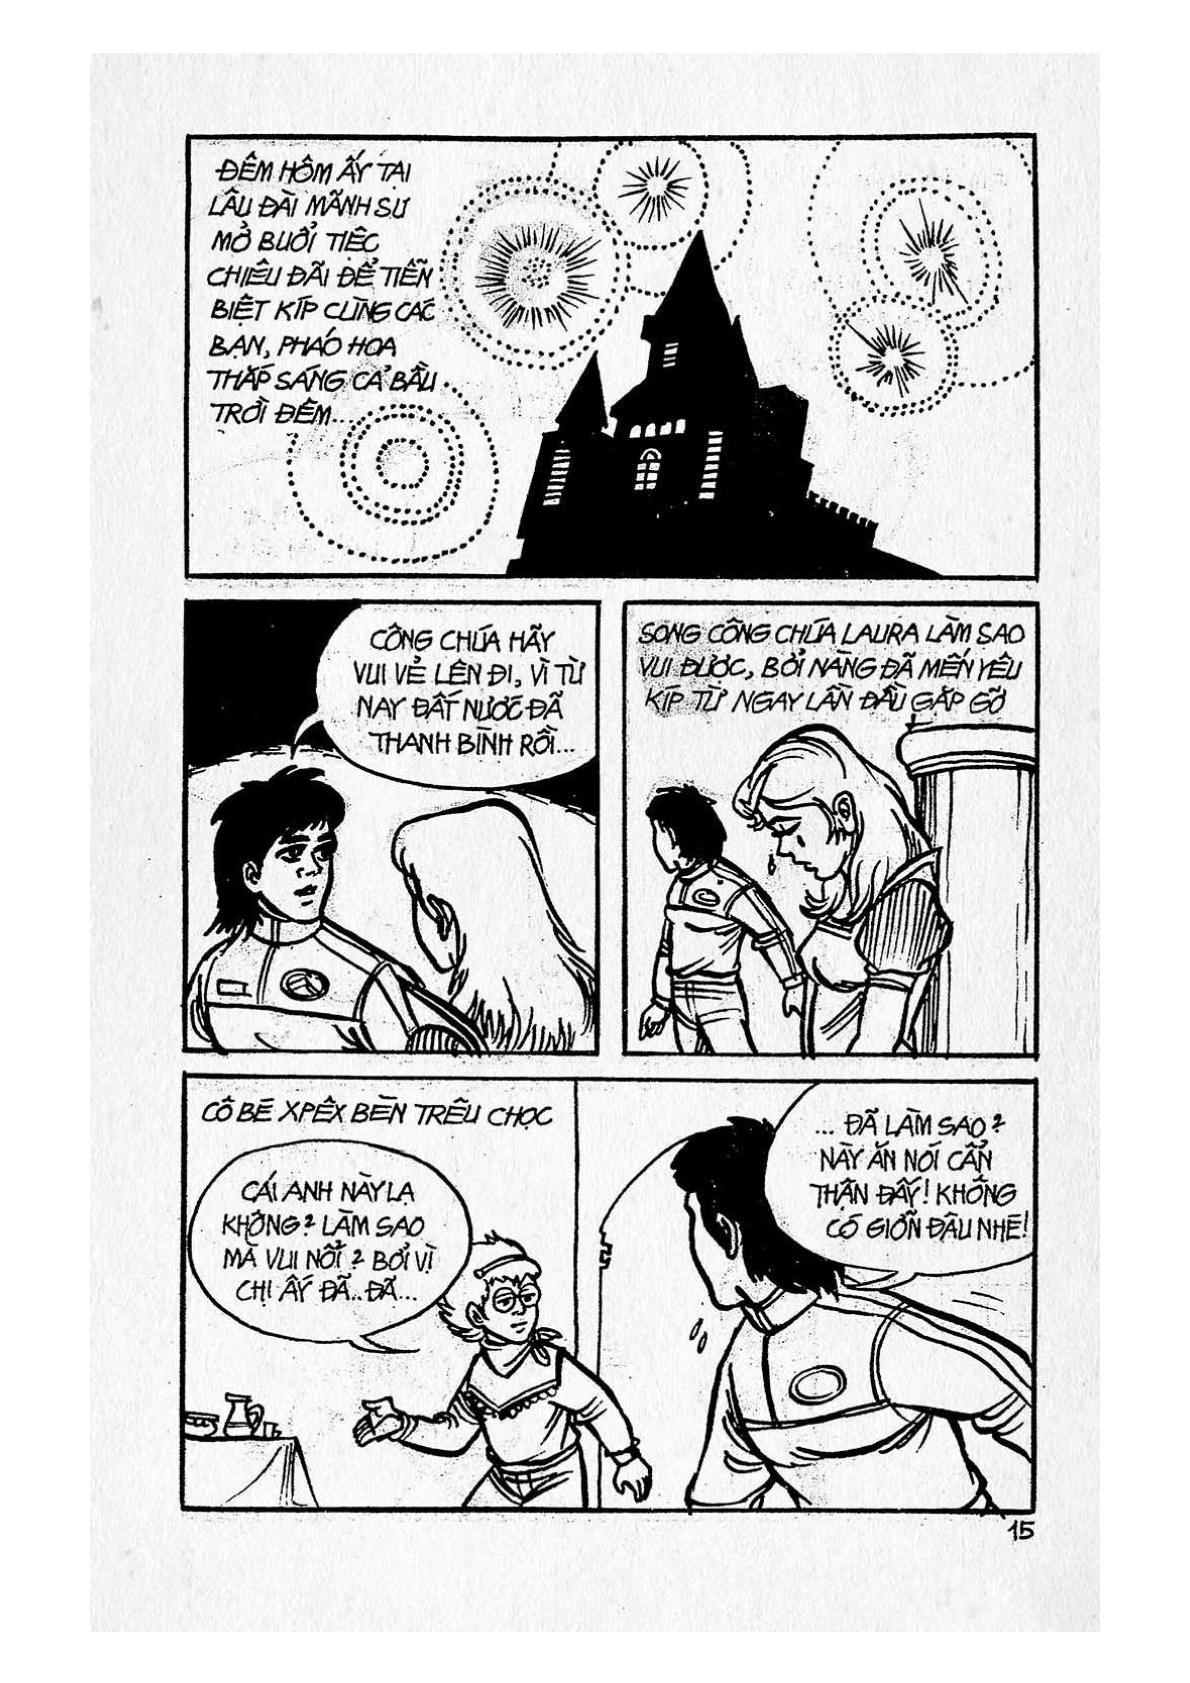 ĐÊM HÔM ẤY TẠI
LÂU ĐÀI MÃNH SƯ
MỞ BUỔI TIỆC
CHIÊU ĐÃI ĐỂ TIỄN
BIỆT KÍP CÙNG CÁC
BẠN, PHÁO HOA
THẮP SÁNG CẢ BẦU
TRỜI ĐÊM...
CÔNG CHÚA HÃY
VUI VẺ LÊN ĐI, VÌ TỪ
NAY ĐẤT NƯỚC ĐÃ
THANH BÌNH RỒI...
SONG CÔNG CHÚA LAURA LÀM SAO
VUI ĐƯỢC, BỞI NÀNG ĐÃ MẾN YÊU
KÍP TỪ NGAY LẦN ĐẦU GẶP GỠ
CÔ BÉ XPÊX BÈN TRÊU CHỌC
CÁI ANH NÀY LẠ
KHÔNG? LÀM SAO
MÀ VUI NỔI? BỞI VÌ
CHỊ ẤY ĐÃ..ĐÃ...
... ĐÃ LÀM SAO?
NÀY ĂN NÓI CẨN
THẬN ĐẤY! KHÔNG
CÓ GIỠN ĐÂU NHÉ!
15